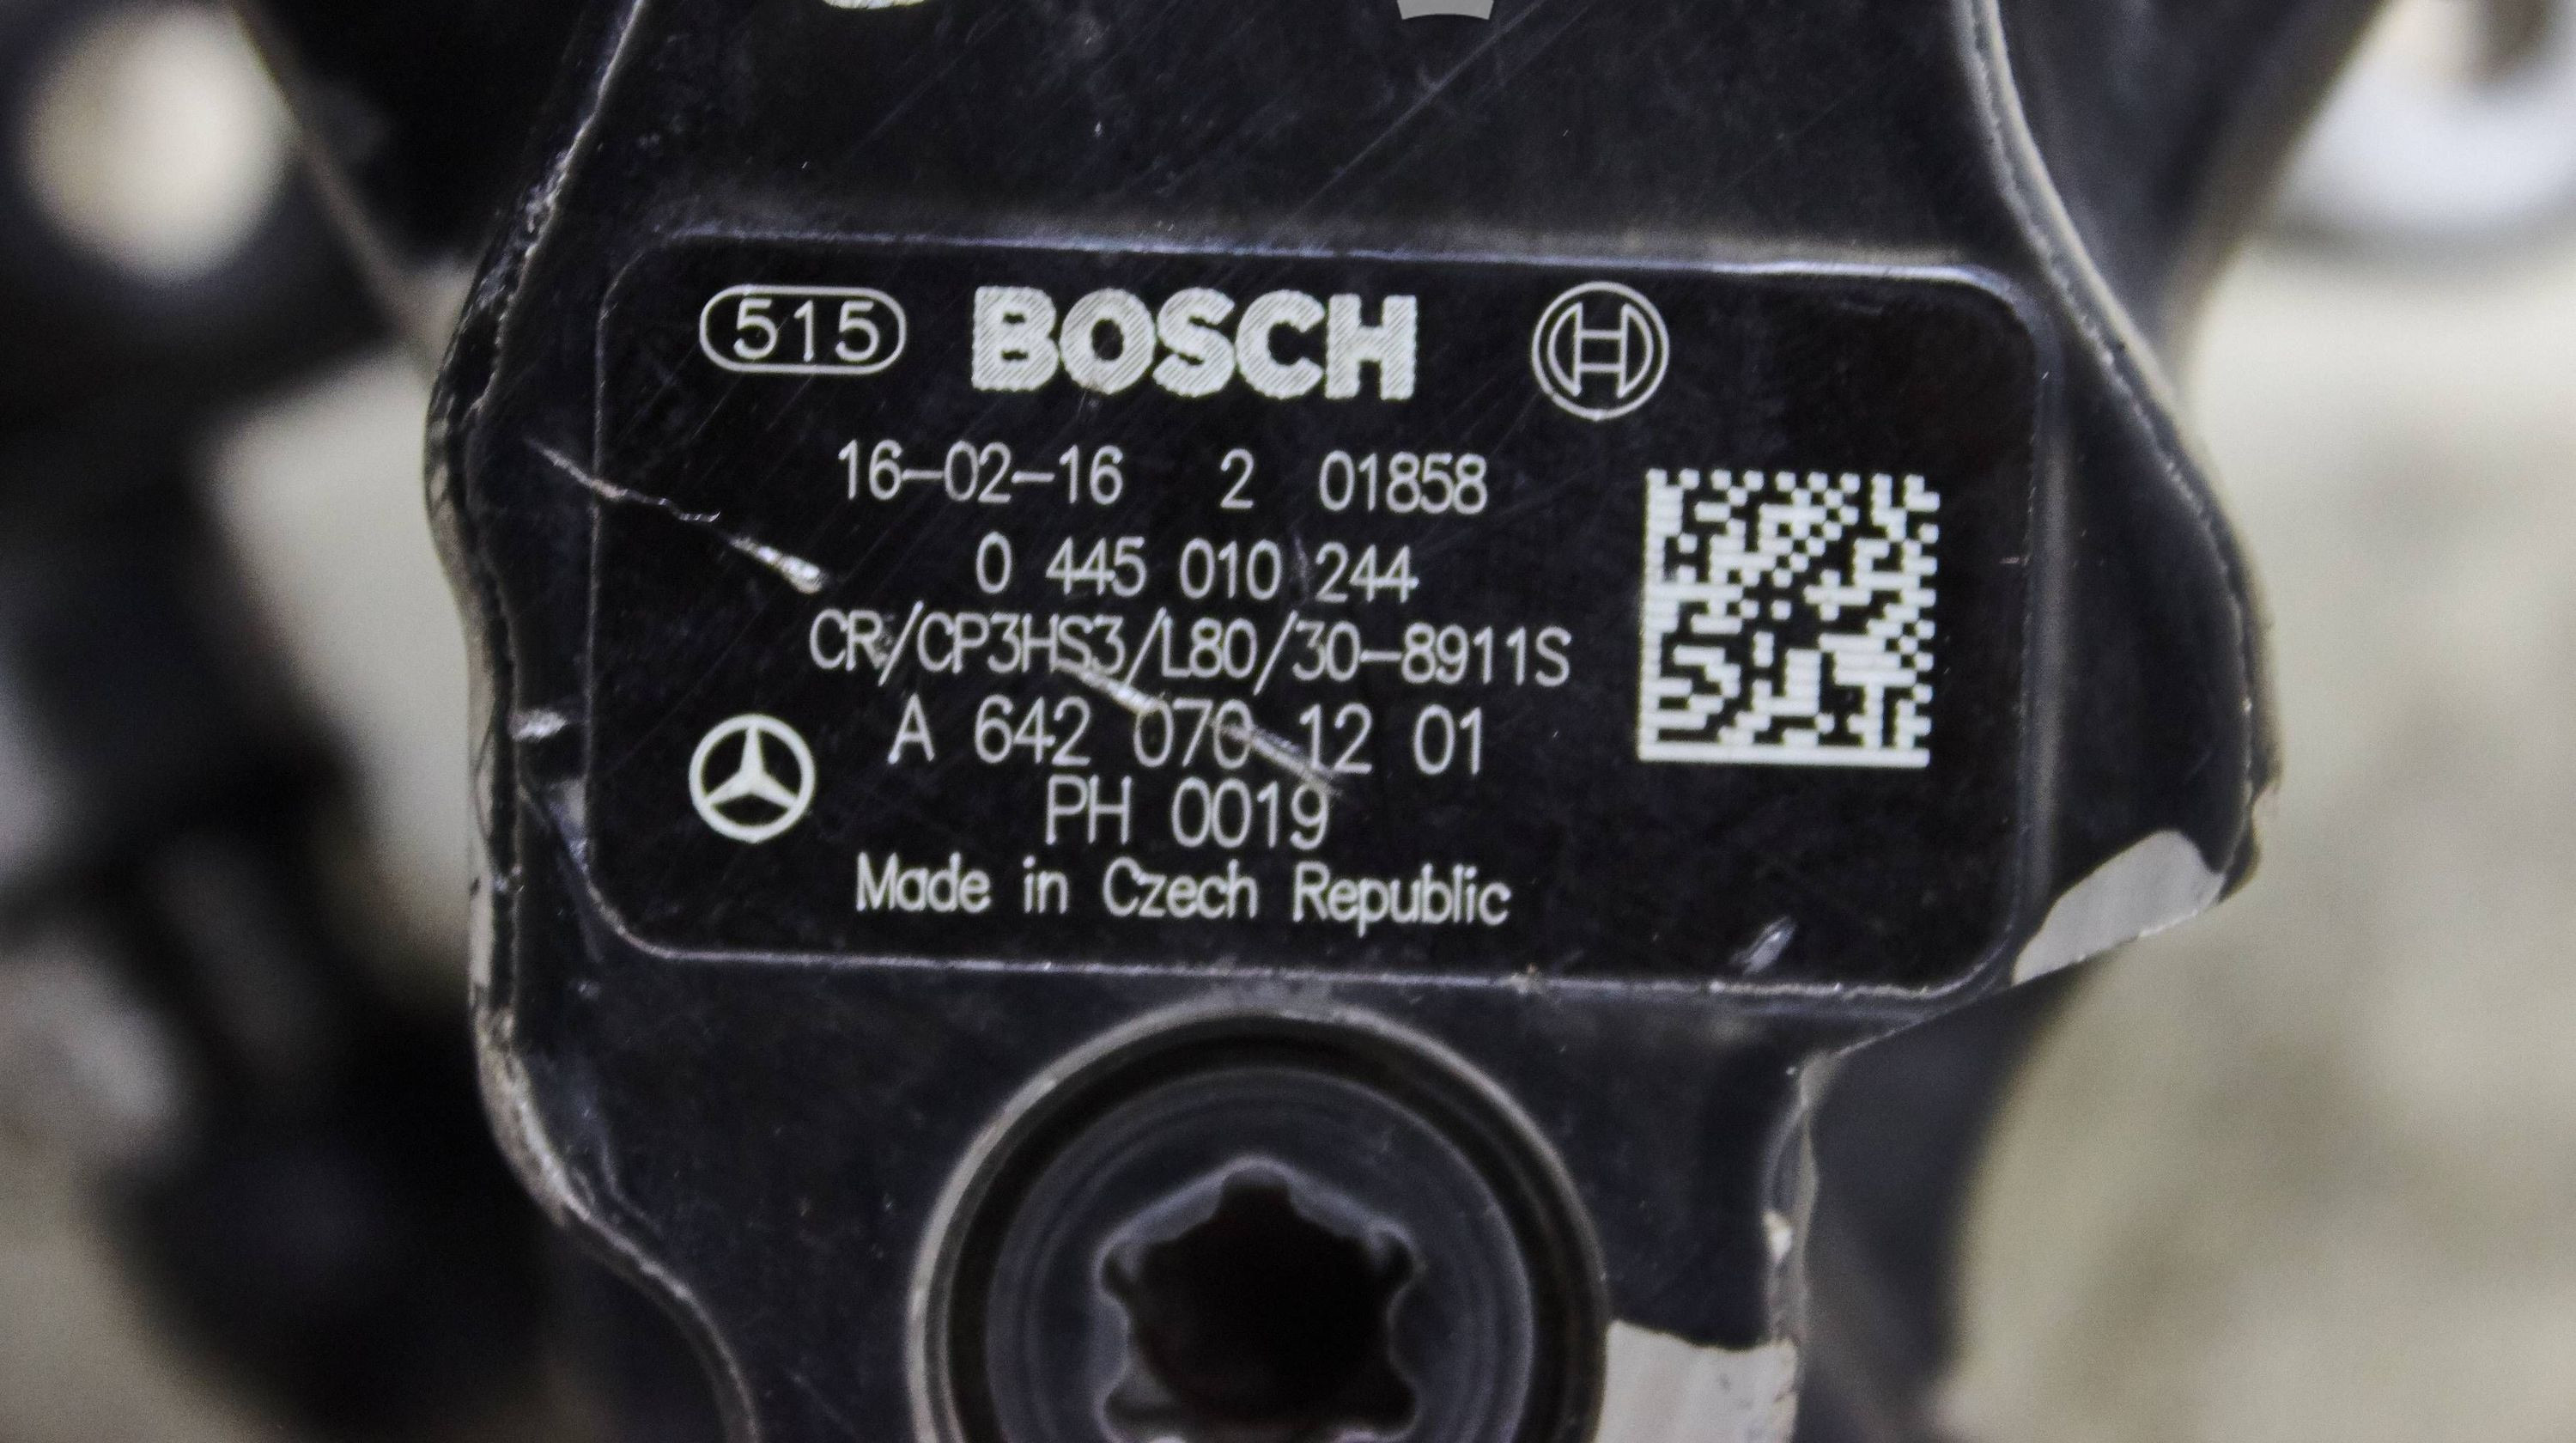 515 BOSCH
16-02-16 2 01858
0 445 010 244
CR/CP3HS3/L80/30-8911S
A 642 070 12 01
PH 0019
Made in Czech Republic